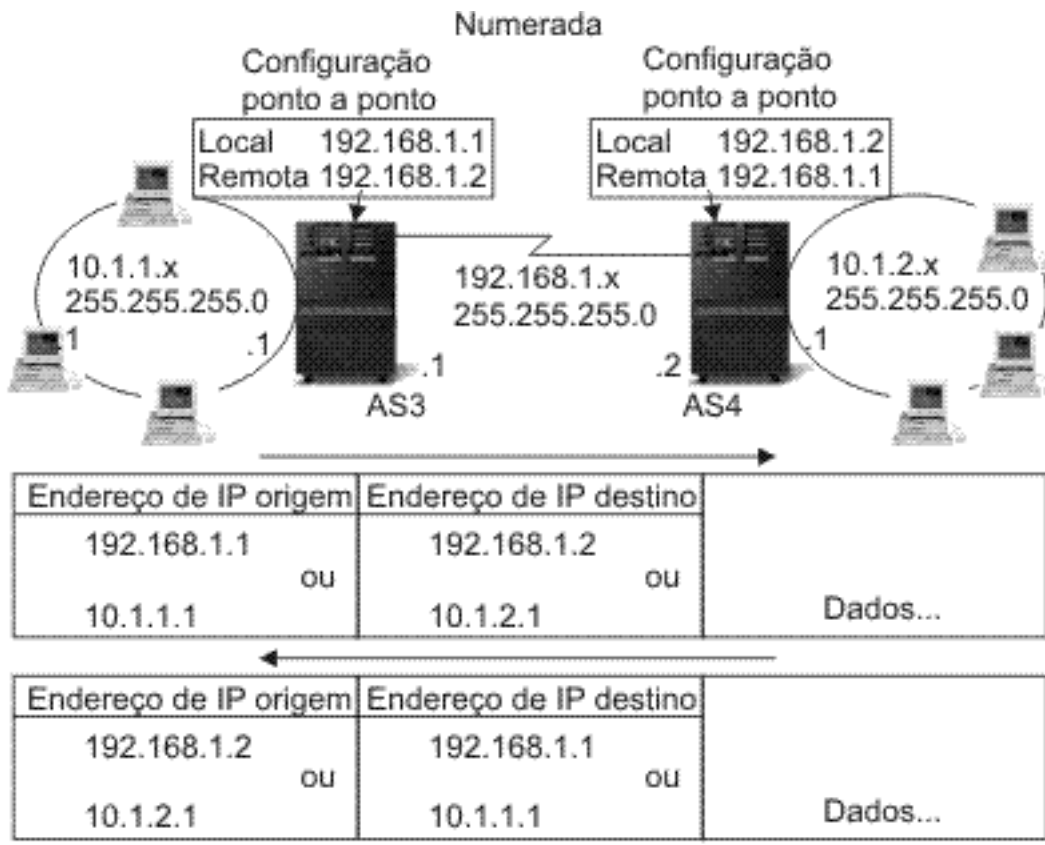 Numerada
Configuração
ponto a ponto
Local 192.168.1.1
Remota 192.168.1.2
Configuração
ponto a ponto
Local 192.168.1.2
Remota 192.168.1.1
10.1.1.x
255.255.255.0
.1
.1
.1
AS3
192.168.1.x
255.255.255.0
.2
AS4
10.1.2.x
255.255.255.0
.1
Endereço de IP origem Endereço de IP destino
192.168.1.1 192.168.1.2
ou ou
10.1.1.1 10.1.2.1 Dados...
Endereço de IP origem Endereço de IP destino
192.168.1.2 192.168.1.1
ou ou
10.1.2.1 10.1.1.1 Dados...